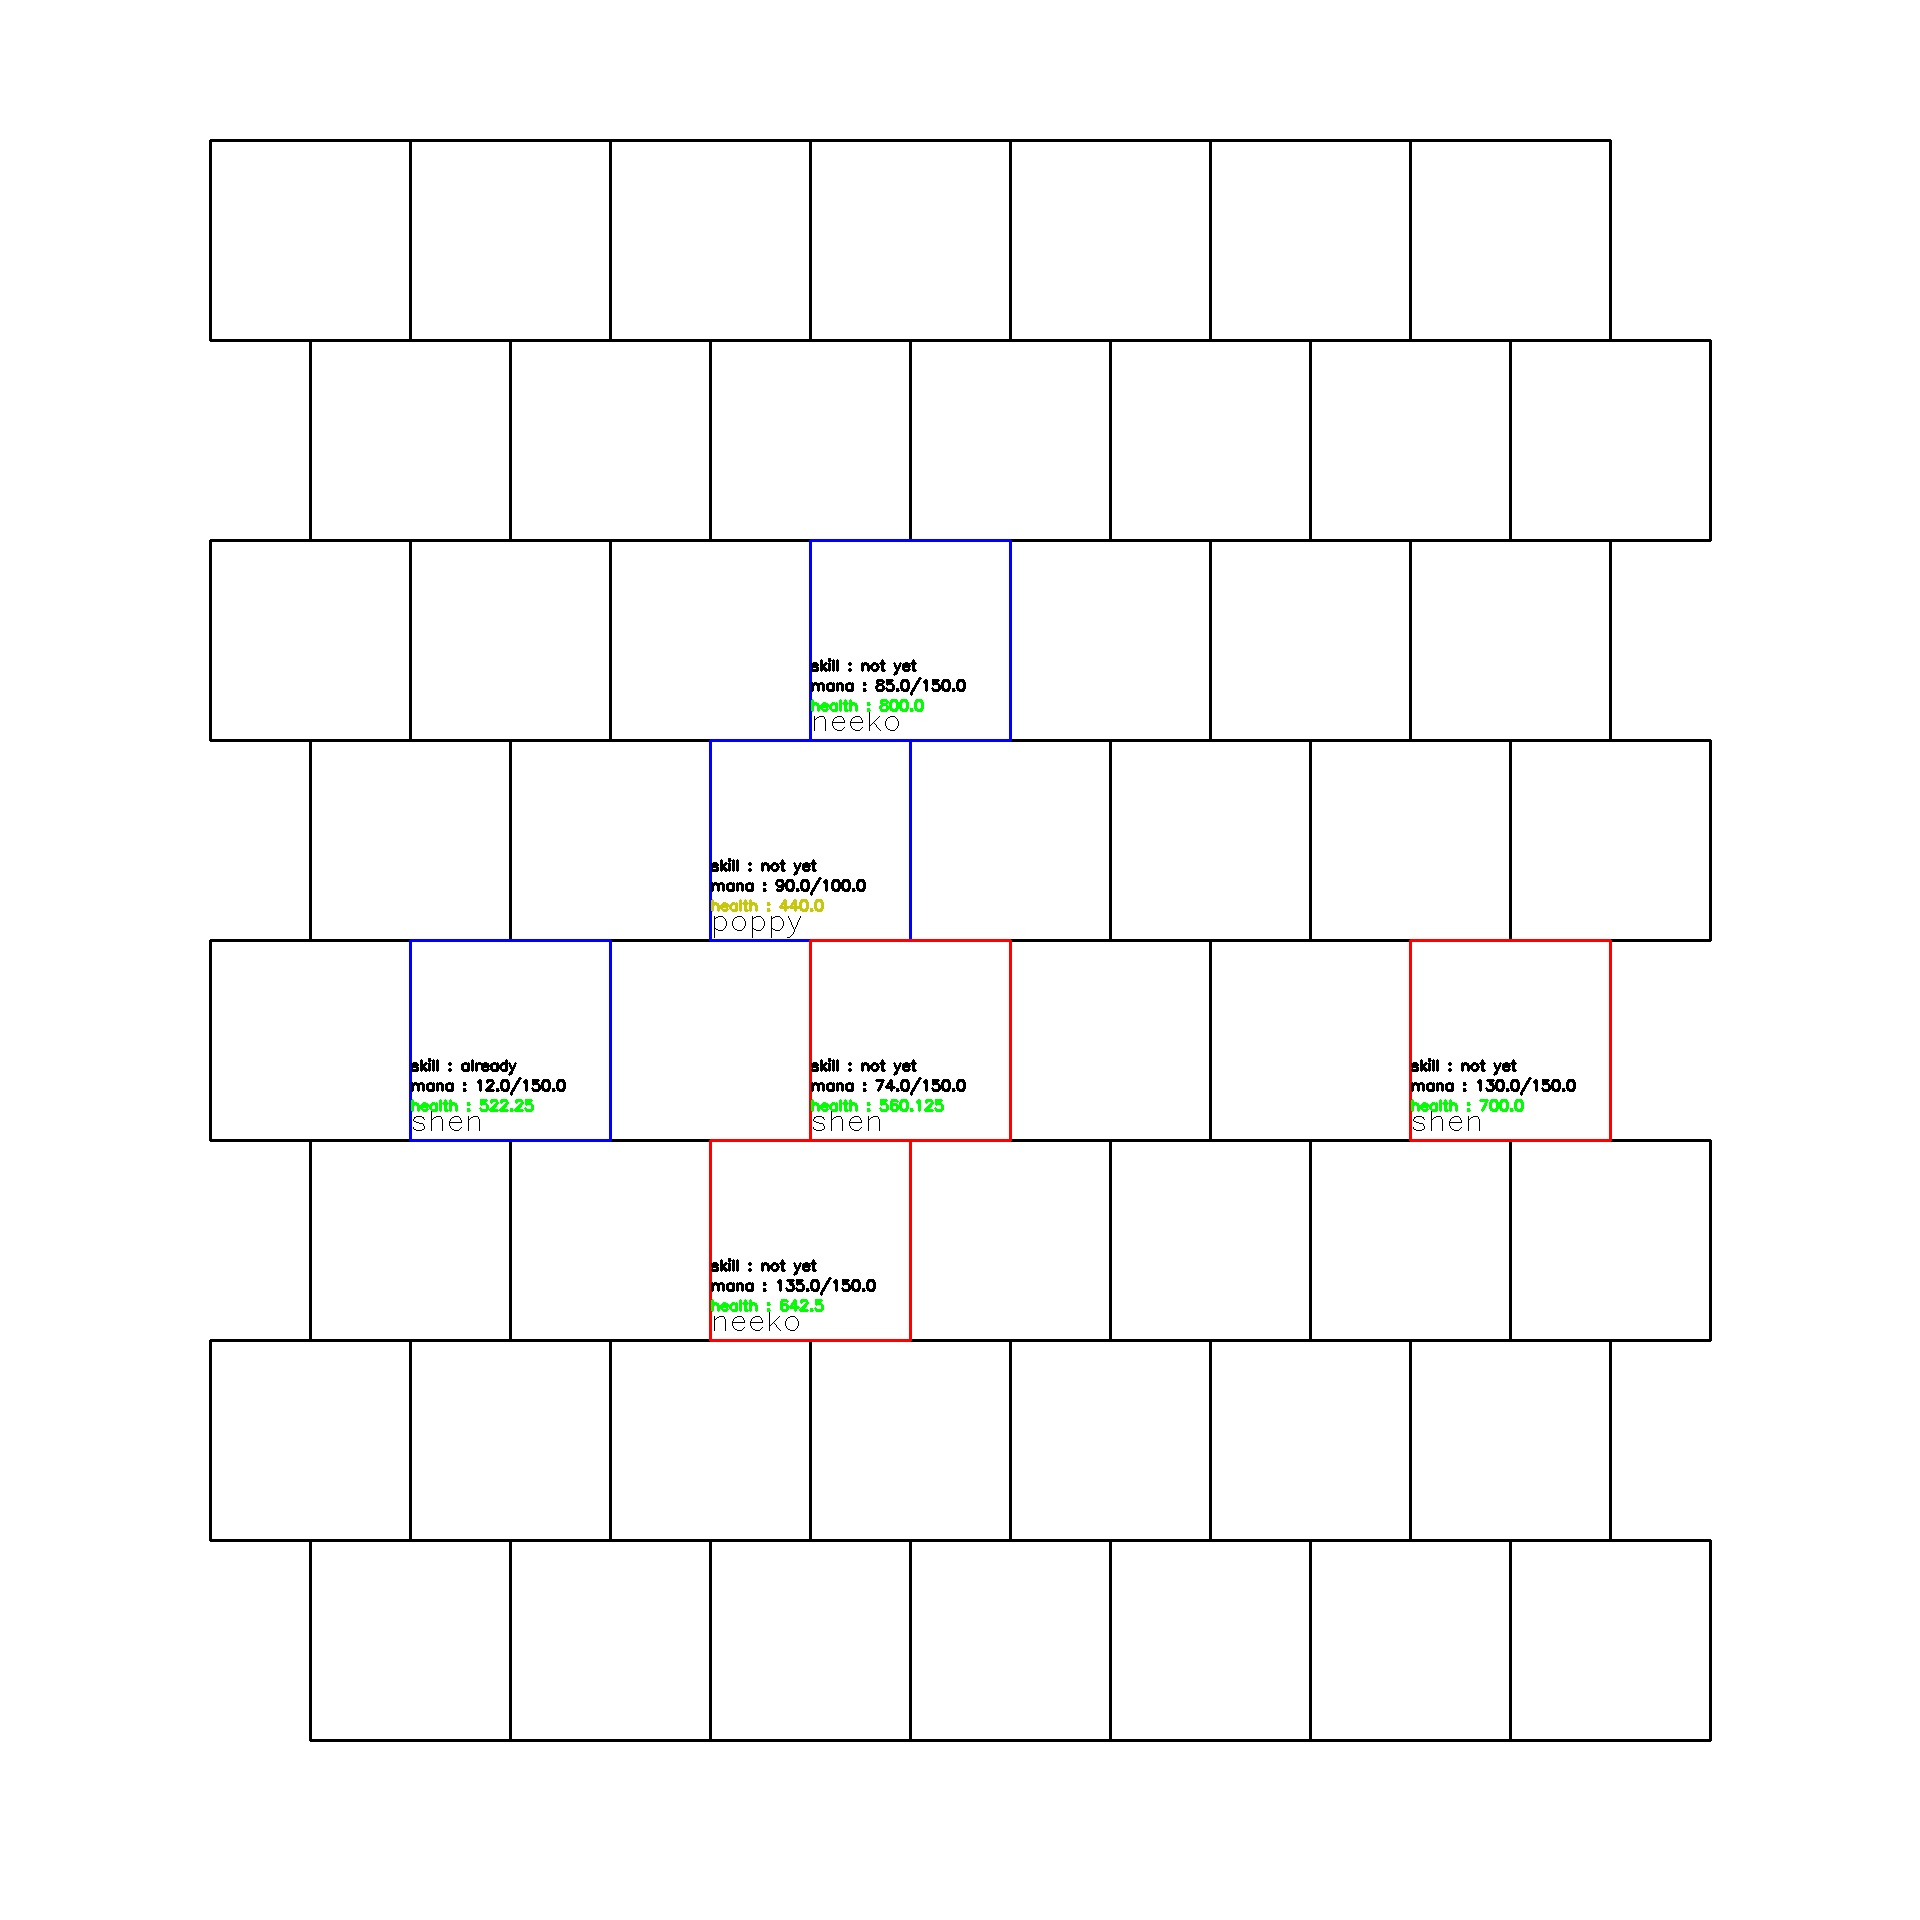 skill : not yet
mana : 85.0/150.0
health : 800.0
neeko
skill : not yet
mana : 90.0/100.0
health : 440.0
poppy
skill : already
mana : 12.0/150.0
health : 522.25
shen
skill : not yet
mana : 74.0/150.0
health : 560.125
shen
skill : not yet
mana : 130.0/150.0
health : 700.0
shen
skill : not yet
mana : 135.0/150.0
health : 642.5
neeko